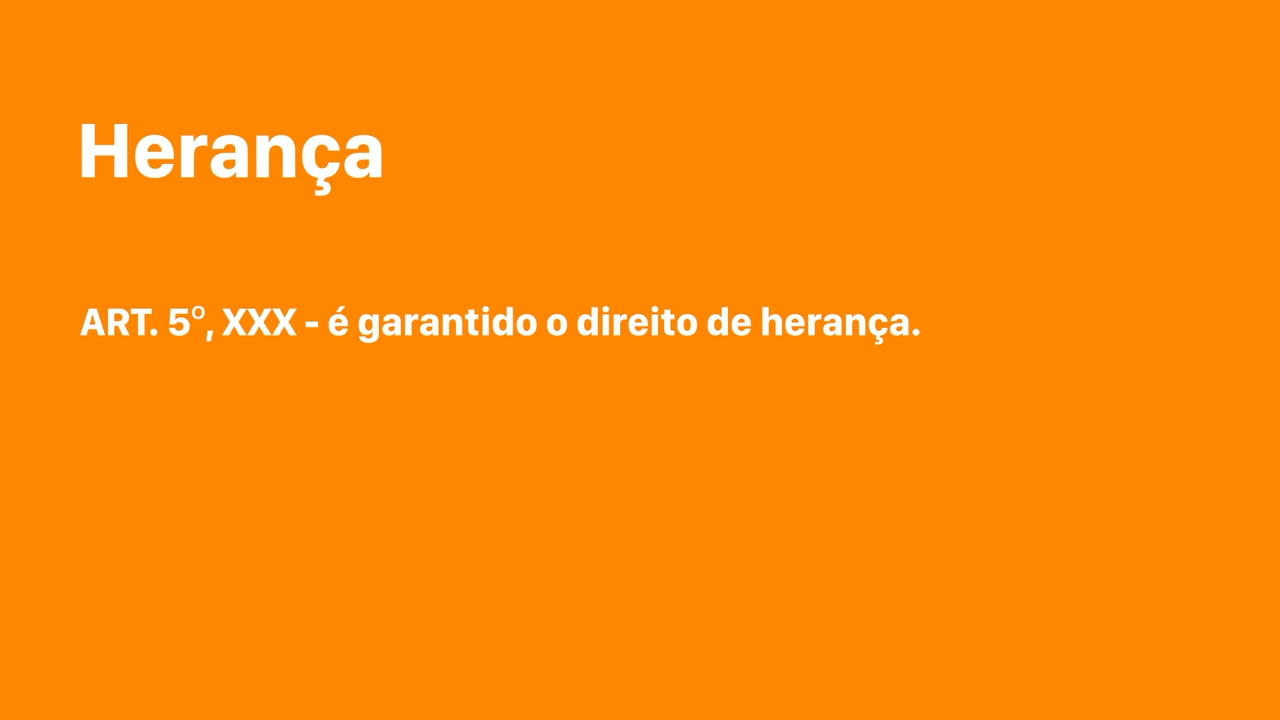 Herança
ART. 5º, XXX - é garantido o direito de herança.